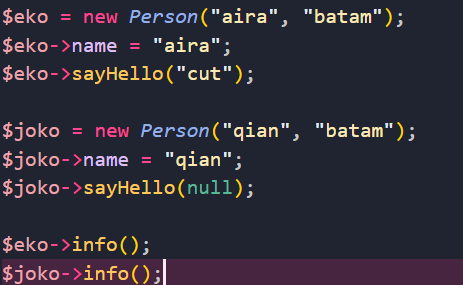 $eko = new Person("aira", "batam");
$eko->name = "aira";
$eko->sayHello("cut");
$joko = new Person("qian", "batam");
$joko->name = "qian";
$joko->sayHello(null);
$eko->info();
$joko->info();